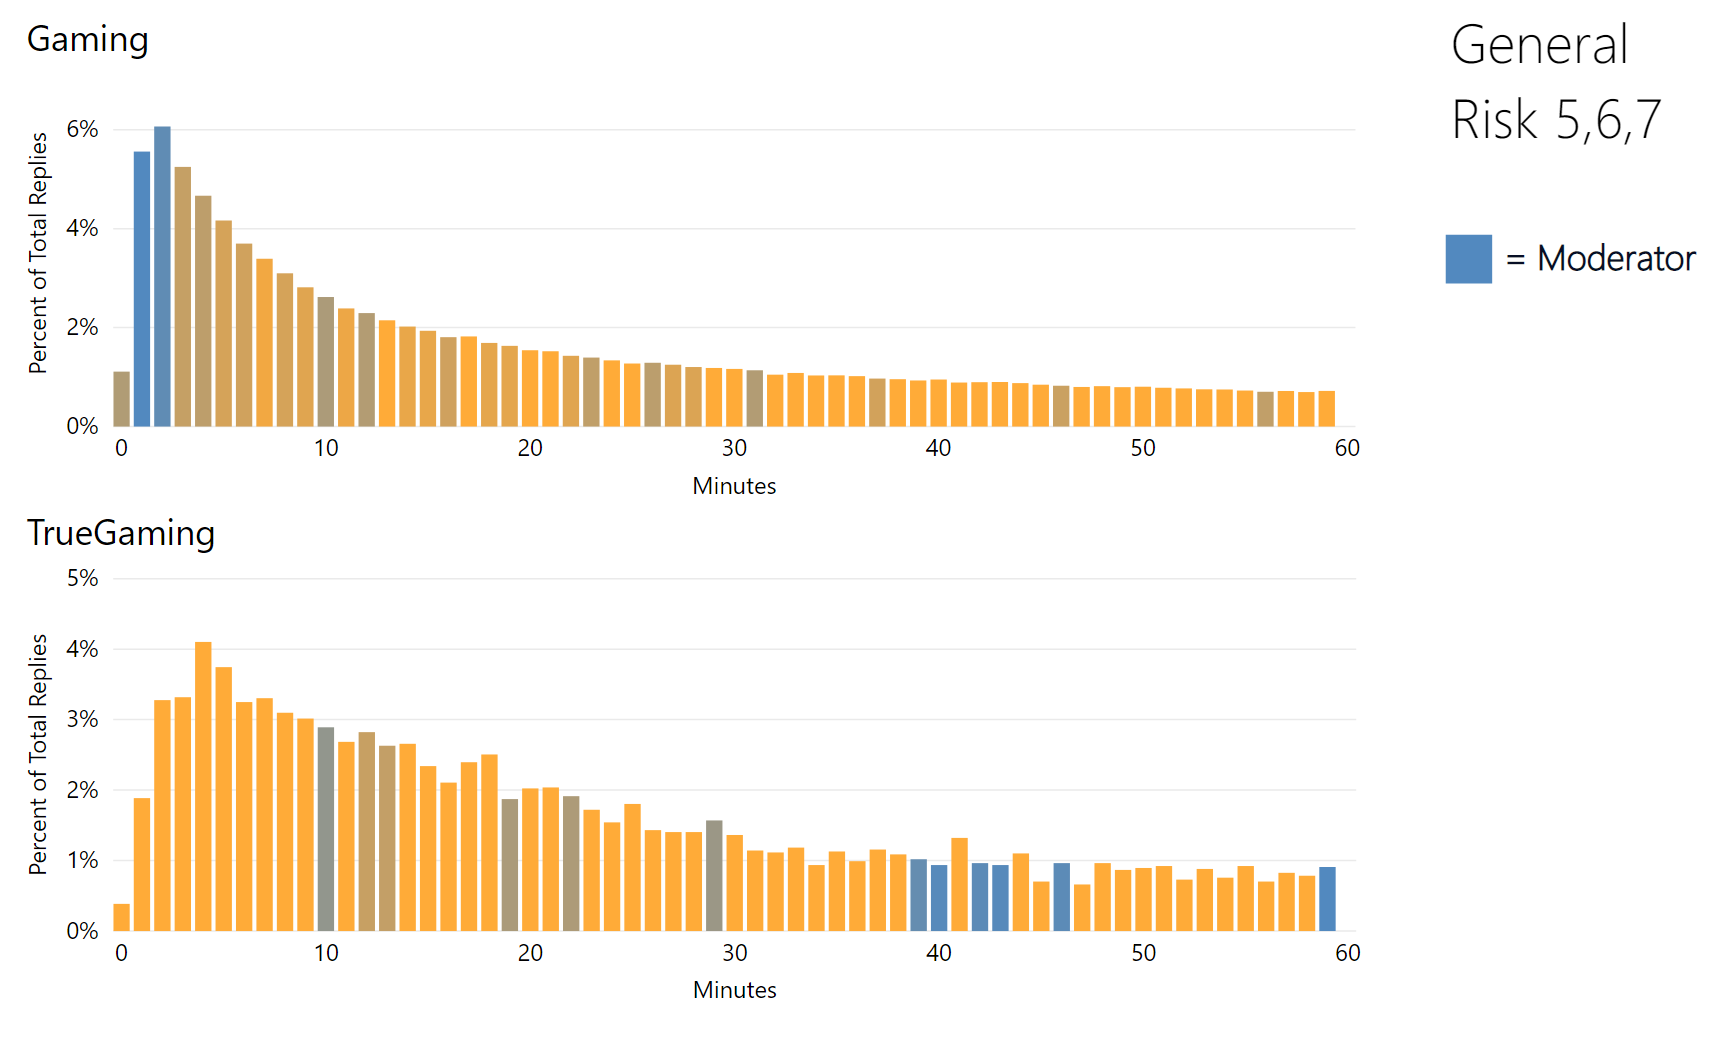 Gaming
Percent of Total Replies
6%
4%
2%
0%
0 10 20 30 40 50 60
Minutes
General
Risk 5,6,7
= Moderator
TrueGaming
Percent of Total Replies
5%
4%
3%
2%
1%
0%
0 10 20 30 40 50 60
Minutes